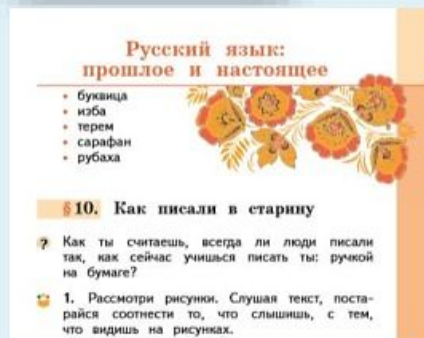 Русский язык:
прошлое и настоящее
• буквица
• изба
• терем
• сарафан
• рубаха
§ 10. Как писали в старину
? Как ты считаешь, всегда ли люди писали
так, как сейчас учишься писать ты: ручкой
на бумаге?
1. Рассмотри рисунки. Слушая текст, поста-
райся соотнести то, что слышишь, с тем,
что видишь на рисунках.